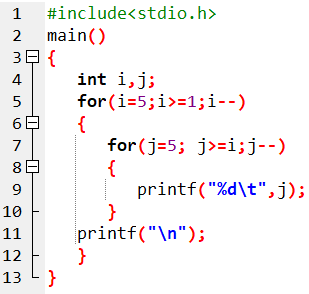 1 #include<stdio.h>
2 main()
3 {
4 int i,j;
5 for(i=5;i>=1;i--)
6 {
7 for(j=5; j>=i;j--)
8 {
9 printf("%d\t",j);
10 }
11 printf("\n");
12 }
13 }